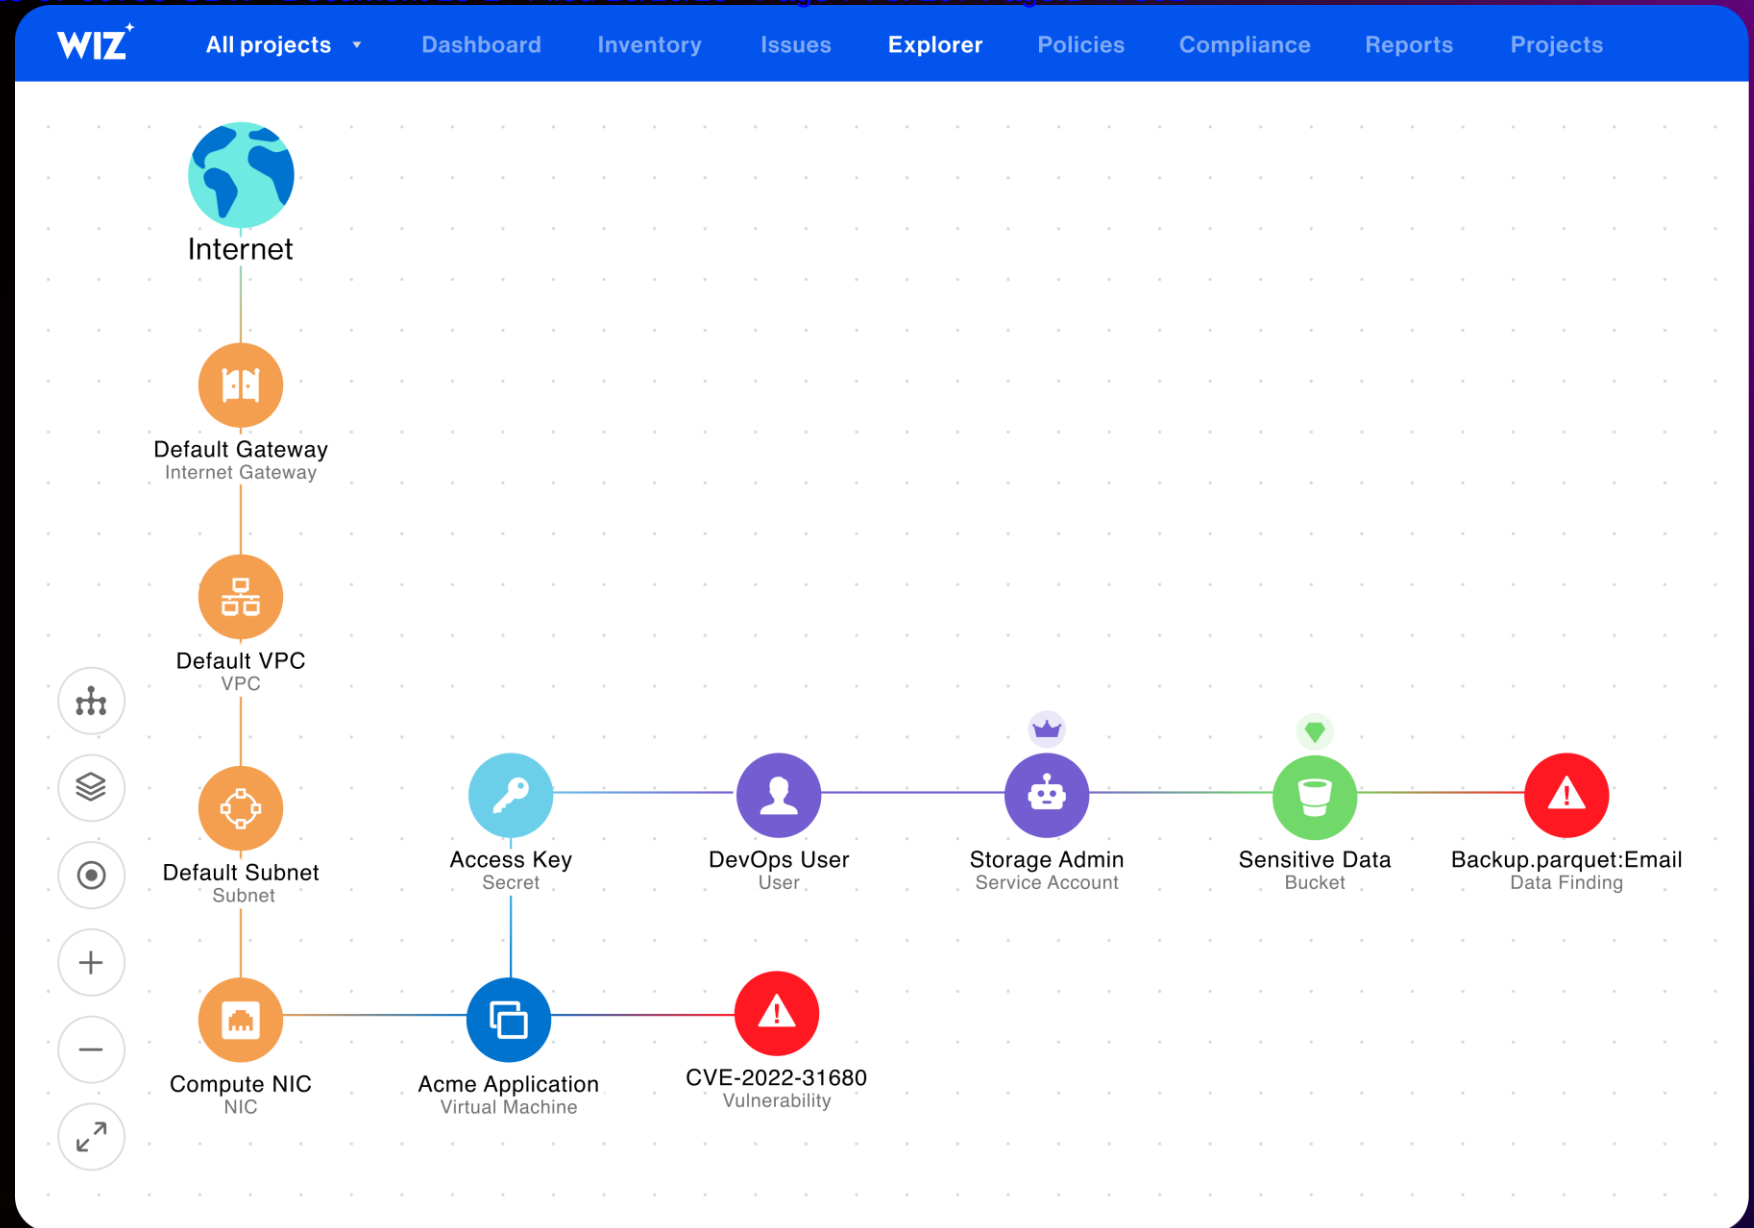 WIZ
All projects
Dashboard
Inventory
Issues
Explorer
Policies
Compliance
Reports
Projects
Internet
Default Gateway
Internet Gateway
Default VPC
VPC
Default Subnet
Subnet
Access Key
Secret
DevOps User
User
Storage Admin
Service Account
Sensitive Data
Bucket
Backup.parquet:Email
Data Finding
Compute NIC
NIC
Acme Application
Virtual Machine
CVE-2022-31680
Vulnerability